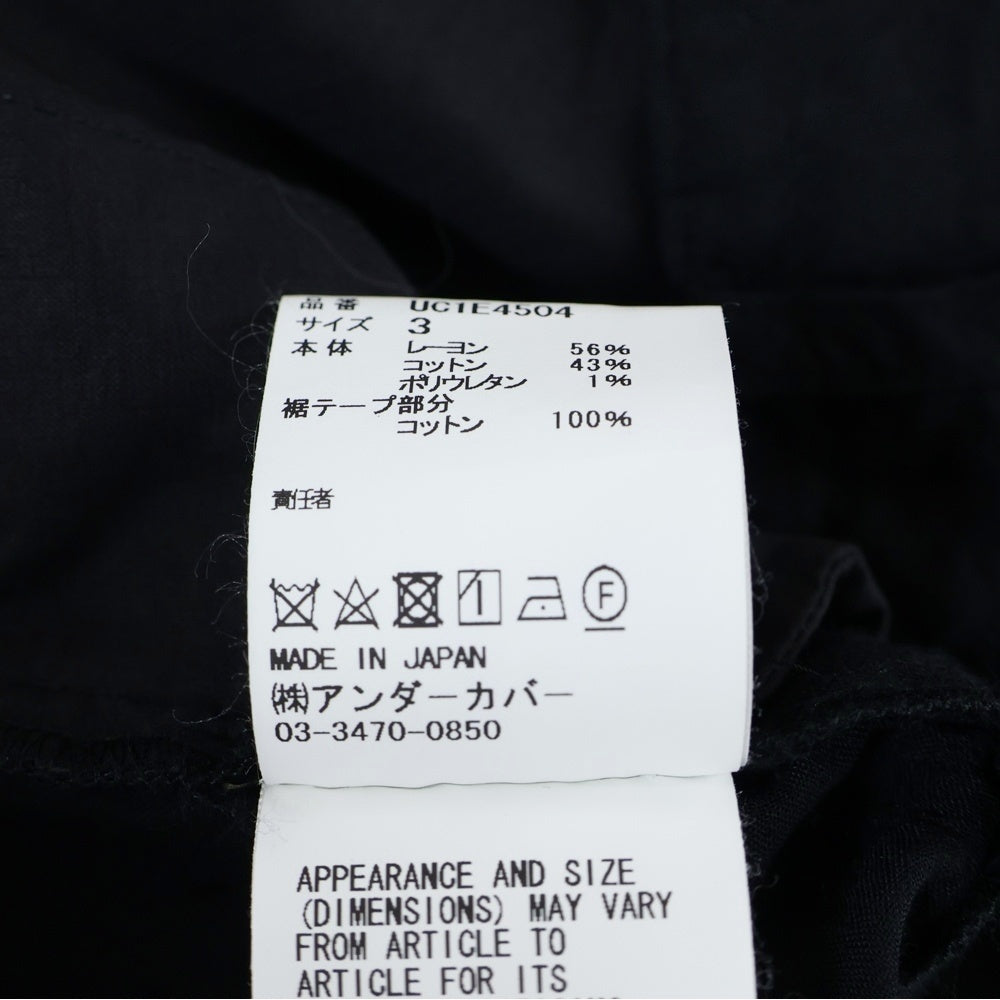 品番 UC1E4504
サイズ 3
本体 レーヨン 56%
コットン 43%
ポリウレタン 1%
裾テープ部分
コットン 100%
責任者
F
MADE IN JAPAN
㈱アンダーカバー
03-3470-0850
APPEARANCE AND SIZE
(DIMENSIONS) MAY VARY
FROM ARTICLE TO
ARTICLE FOR ITS